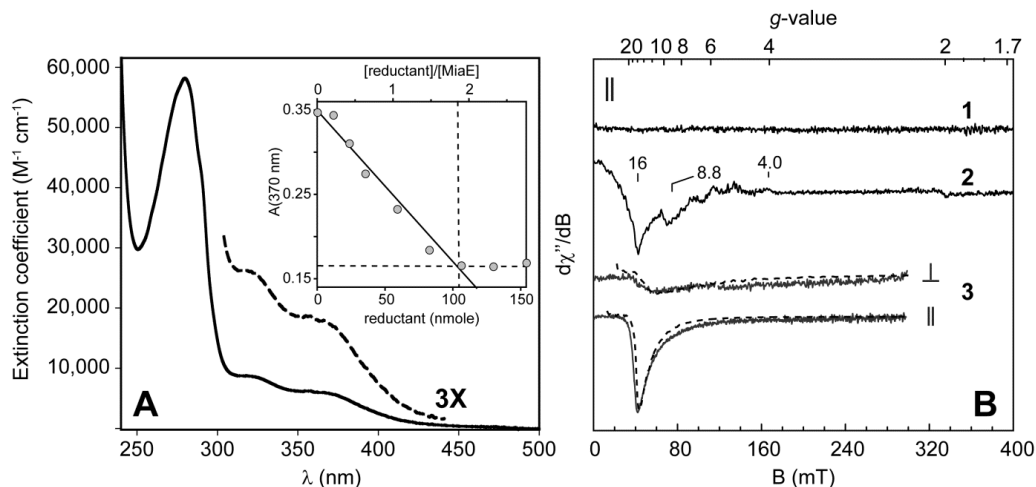 60,000
50,000
40,000
30,000
20,000
10,000
Extinction coefficient (M⁻¹ cm⁻¹)
250 300 350 400 450 500
λ (nm)
A
3X
[reductant]/[MiaE]
0 1 2
0.35
0.25
0.15
A(370 nm)
0 50 100 150
reductant (nmole)
g-value
20 10 8 6 4 2 1.7
||
1
16
8.8
4.0
2
⊥
3
||
dχ''/dB
B
0 80 160 240 320 400
B (mT)